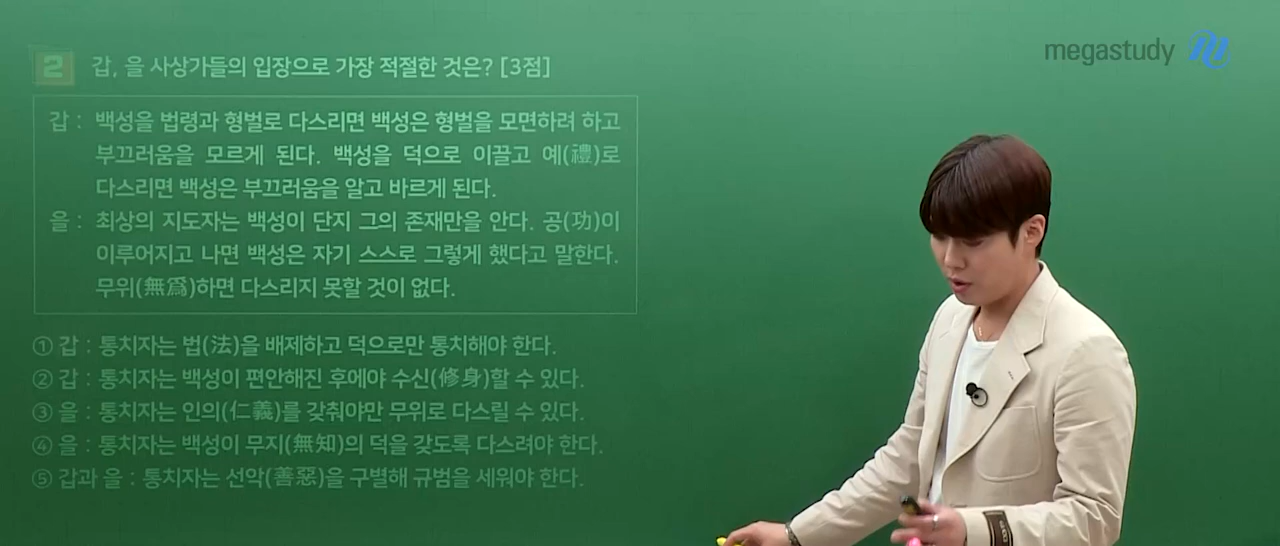 megastudy
2 갑, 을 사상가들의 입장으로 가장 적절한 것은? [3점]
갑 : 백성을 법령과 형벌로 다스리면 백성은 형벌을 모면하려 하고
부끄러움을 모르게 된다. 백성을 덕으로 이끌고 예(禮)로
다스리면 백성은 부끄러움을 알고 바르게 된다.
을 : 최상의 지도자는 백성이 단지 그의 존재만을 안다. 공(功)이
이루어지고 나면 백성은 자기 스스로 그렇게 했다고 말한다.
무위(無爲)하면 다스리지 못할 것이 없다.
① 갑 : 통치자는 법(法)을 배제하고 덕으로만 통치해야 한다.
② 갑 : 통치자는 백성이 편안해진 후에야 수신(修身)할 수 있다.
③ 을 : 통치자는 인의(仁義)를 갖춰야만 무위로 다스릴 수 있다.
④ 을 : 통치자는 백성이 무지(無知)의 덕을 갖도록 다스려야 한다.
⑤ 갑과 을 : 통치자는 선악(善惡)을 구별해 규범을 세워야 한다.